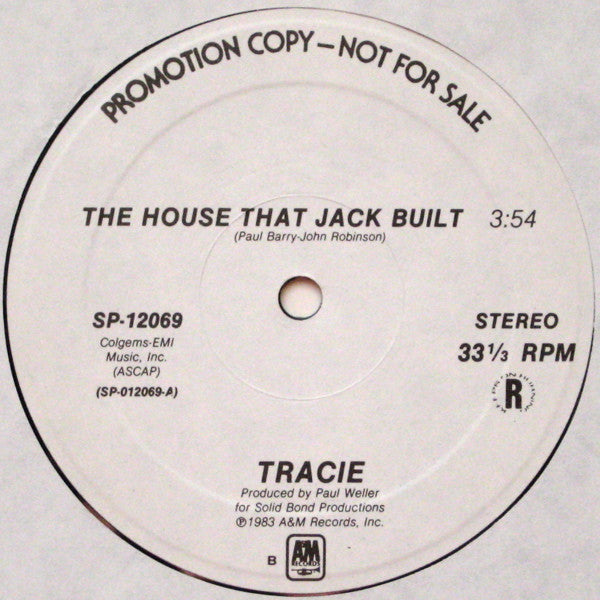 PROMOTION COPY—NOT FOR SALE
THE HOUSE THAT JACK BUILT 3:54
(Paul Barry-John Robinson)
SP-12069
Colgems-EMI
Music, Inc.
(ASCAP)
(SP-012069-A)
STEREO
33 1/3 RPM
R
TRACIE
Produced by Paul Weller
for Solid Bond Productions
℗1983 A&M Records, Inc.
B
A&M
RECORDS